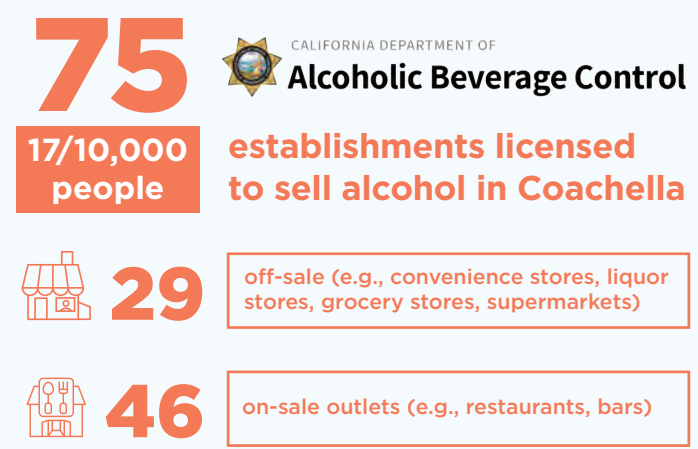 75
CALIFORNIA DEPARTMENT OF
Alcoholic Beverage Control
17/10,000
people
establishments licensed
to sell alcohol in Coachella
29
off-sale (e.g., convenience stores, liquor
stores, grocery stores, supermarkets)
46
on-sale outlets (e.g., restaurants, bars)